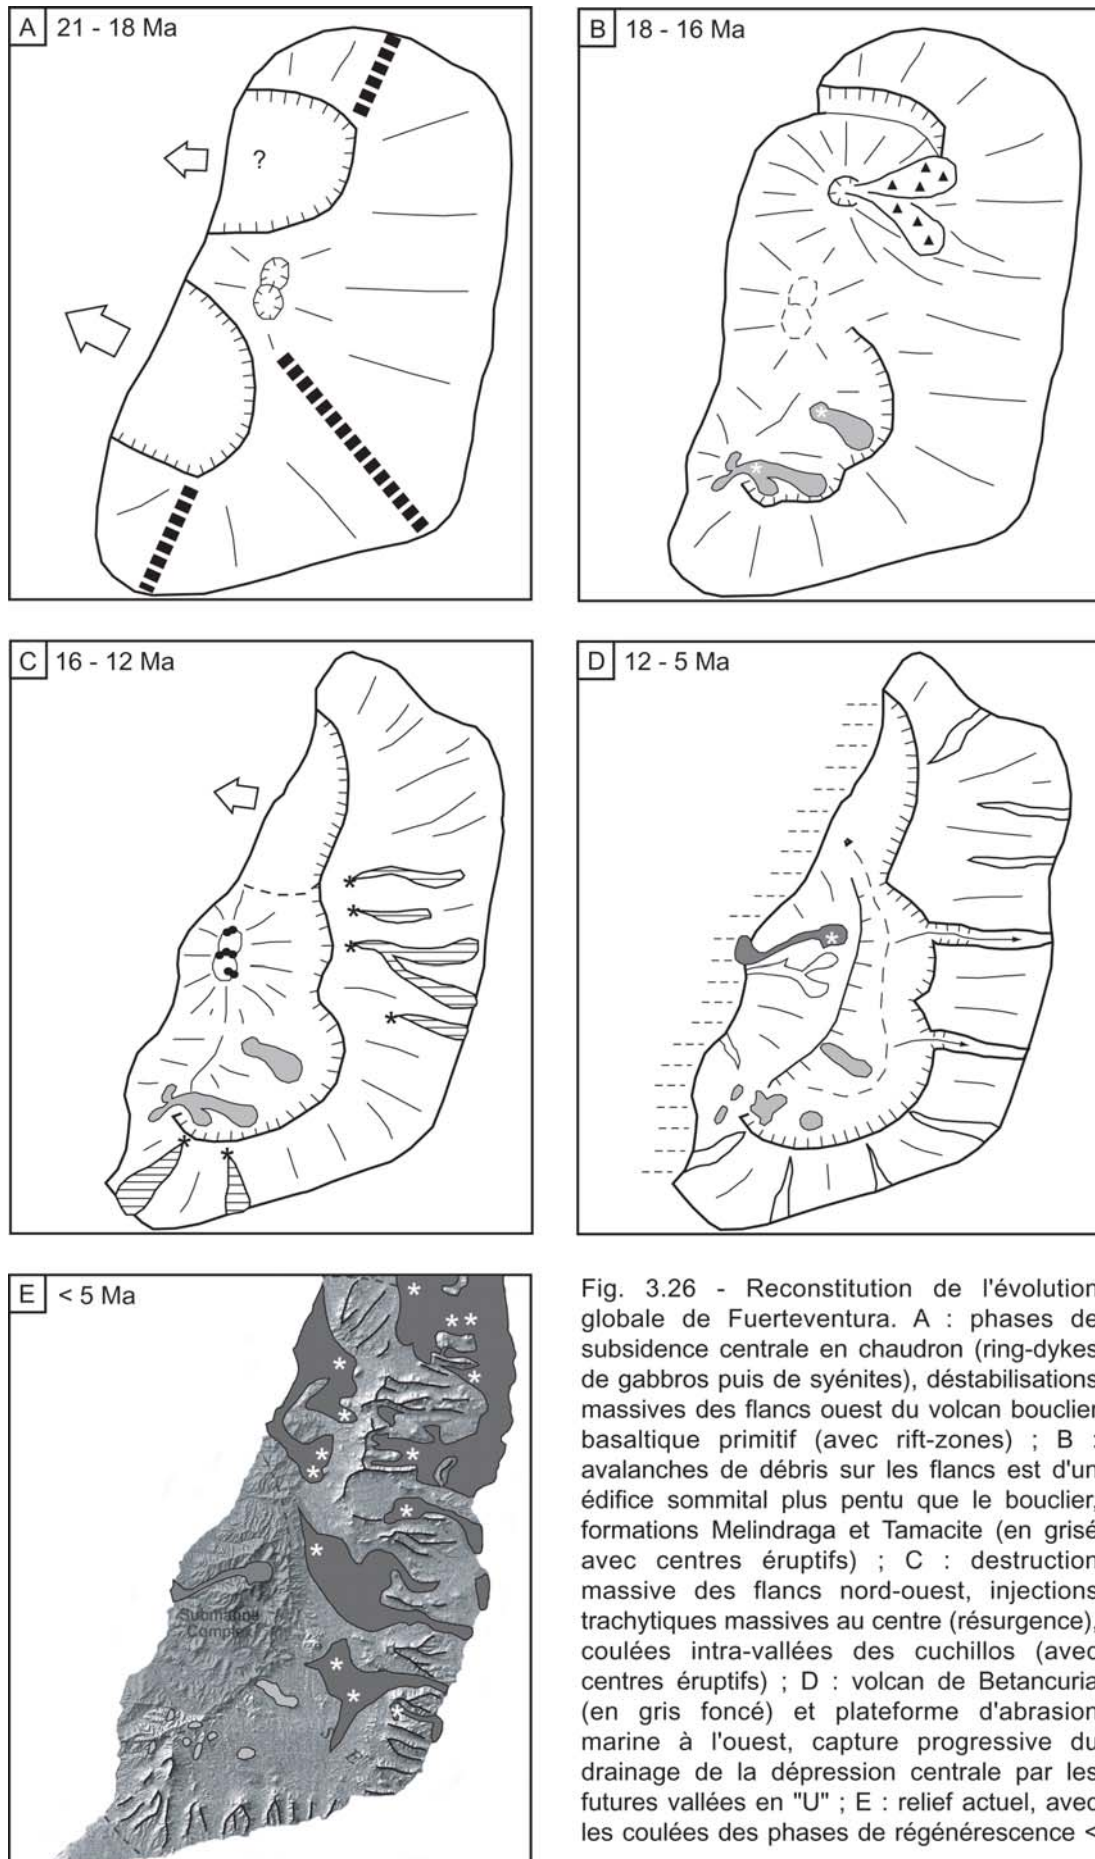 A 21 - 18 Ma
?
B 18 - 16 Ma
C 16 - 12 Ma
D 12 - 5 Ma
E < 5 Ma
Submarine
Complex
Fig. 3.26 - Reconstitution de l'évolution
globale de Fuerteventura. A : phases de
subsidence centrale en chaudron (ring-dykes
de gabbros puis de syénites), déstabilisations
massives des flancs ouest du volcan bouclier
basaltique primitif (avec rift-zones) ; B :
avalanches de débris sur les flancs est d'un
édifice sommital plus pentu que le bouclier,
formations Melindraga et Tamacite (en grisé
avec centres éruptifs) ; C : destruction
massive des flancs nord-ouest, injections
trachytiques massives au centre (résurgence),
coulées intra-vallées des cuchillos (avec
centres éruptifs) ; D : volcan de Betancuria
(en gris foncé) et plateforme d'abrasion
marine à l'ouest, capture progressive du
drainage de la dépression centrale par les
futures vallées en "U" ; E : relief actuel, avec
les coulées des phases de régénérescence <